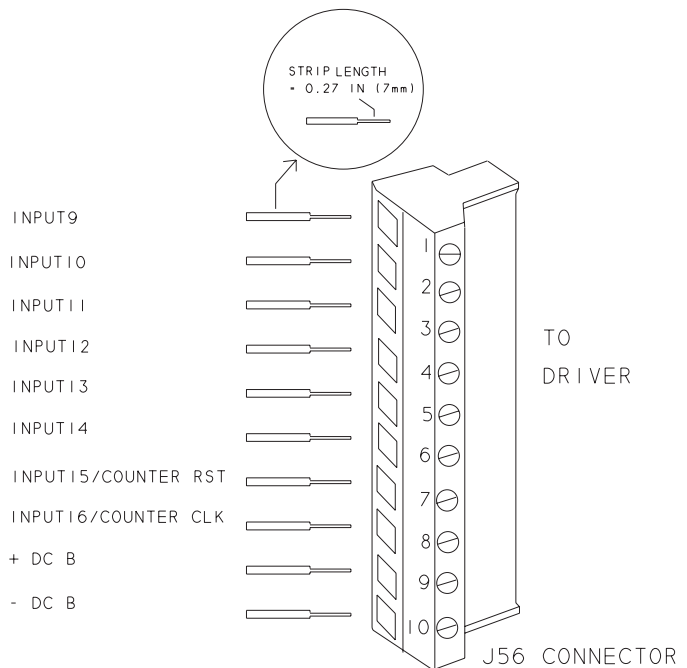 STRIP LENGTH
= 0.27 IN (7mm)
INPUT9
INPUT10
INPUT11
INPUT12
INPUT13
INPUT14
INPUT15/COUNTER RST
INPUT16/COUNTER CLK
+ DC B
- DC B
1
2
3
4
5
6
7
8
9
10
TO
DRIVER
J56 CONNECTOR